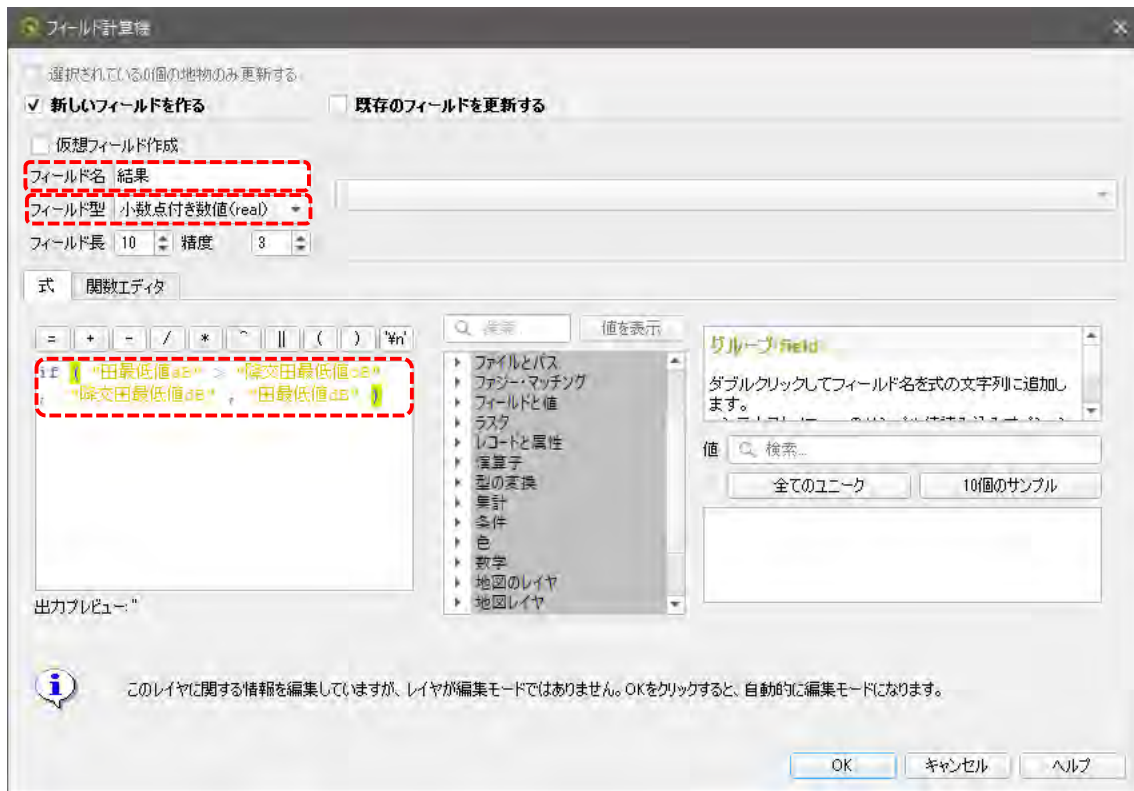 フィールド計算機
選択されている0個の地物のみ更新する
新しいフィールドを作る
既存のフィールドを更新する
仮想フィールド作成
フィールド名 結果
フィールド型 小数点付き数値(real)
フィールド長 10 精度 3
式 関数エディタ
= + - / * ^ || ( ) '¥n'
検索 値を表示
if ( "田最低値dB" > "除交田最低値dB"
, "除交田最低値dB" , "田最低値dB" )
ファイルとパス
ファジー・マッチング
フィールドと値
ラスタ
レコードと属性
演算子
型の変換
集計
条件
色
数学
地図のレイヤ
地図レイヤ
グループ field
ダブルクリックしてフィールド名を式の文字列に追加し
ます。
値 検索...
全てのユニーク 10個のサンプル
出力プレビュー: ''
このレイヤに関する情報を編集していますが、レイヤが編集モードではありません。OKをクリックすると、自動的に編集モードになります。
OK キャンセル ヘルプ